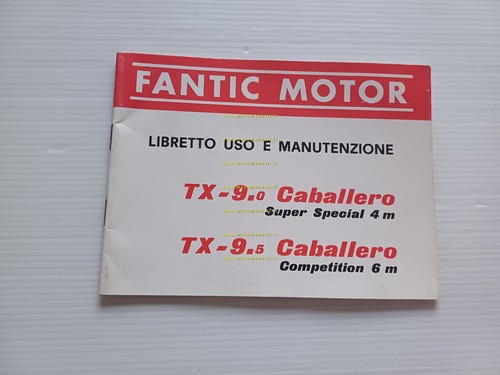 FANTIC MOTOR
LIBRETTO USO E MANUTENZIONE
TX-9.0 Caballero
Super Special 4 m
TX-9.5 Caballero
Competition 6 m